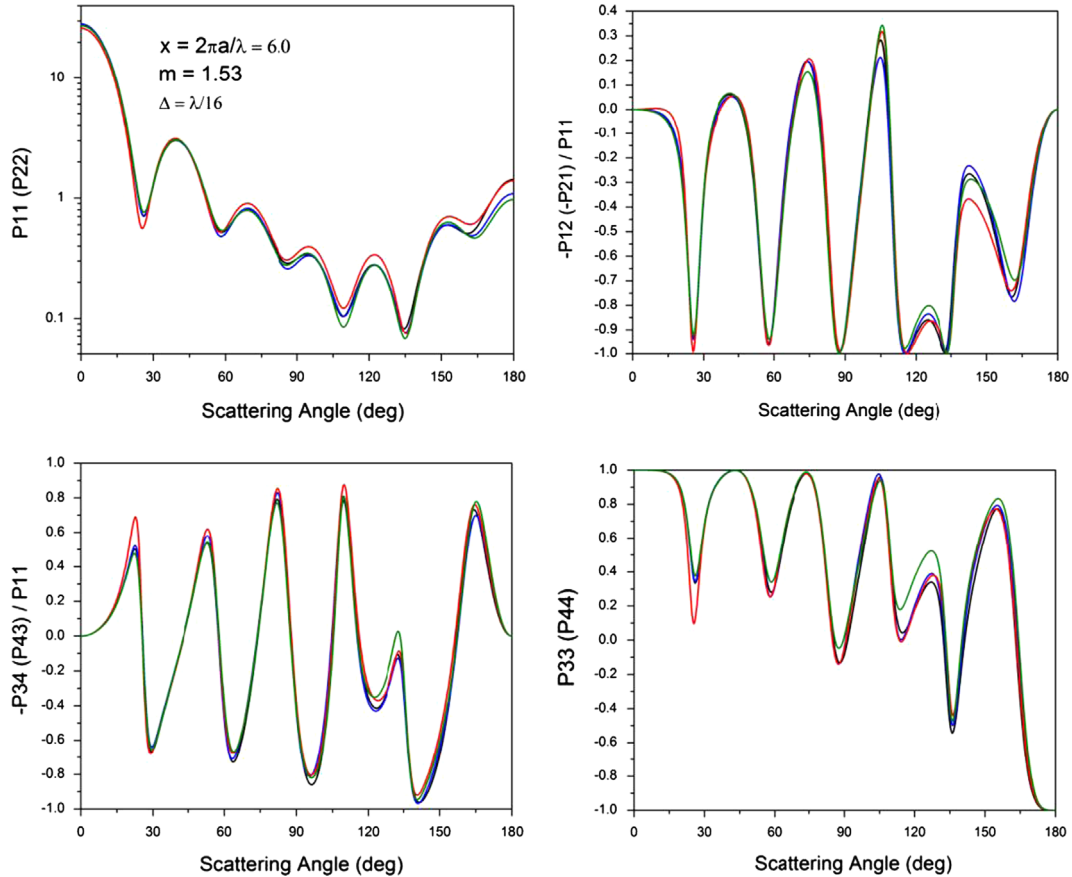 x = 2πa/λ = 6.0
m = 1.53
Δ = λ/16
P11 (P22)
10
1
0.1
0 30 60 90 120 150 180
Scattering Angle (deg)
-P12 (-P21) / P11
0.4
0.3
0.2
0.1
0.0
-0.1
-0.2
-0.3
-0.4
-0.5
-0.6
-0.7
-0.8
-0.9
-1.0
0 30 60 90 120 150 180
Scattering Angle (deg)
-P34 (P43) / P11
1.0
0.8
0.6
0.4
0.2
0.0
-0.2
-0.4
-0.6
-0.8
-1.0
0 30 60 90 120 150 180
Scattering Angle (deg)
P33 (P44)
1.0
0.8
0.6
0.4
0.2
0.0
-0.2
-0.4
-0.6
-0.8
-1.0
0 30 60 90 120 150 180
Scattering Angle (deg)